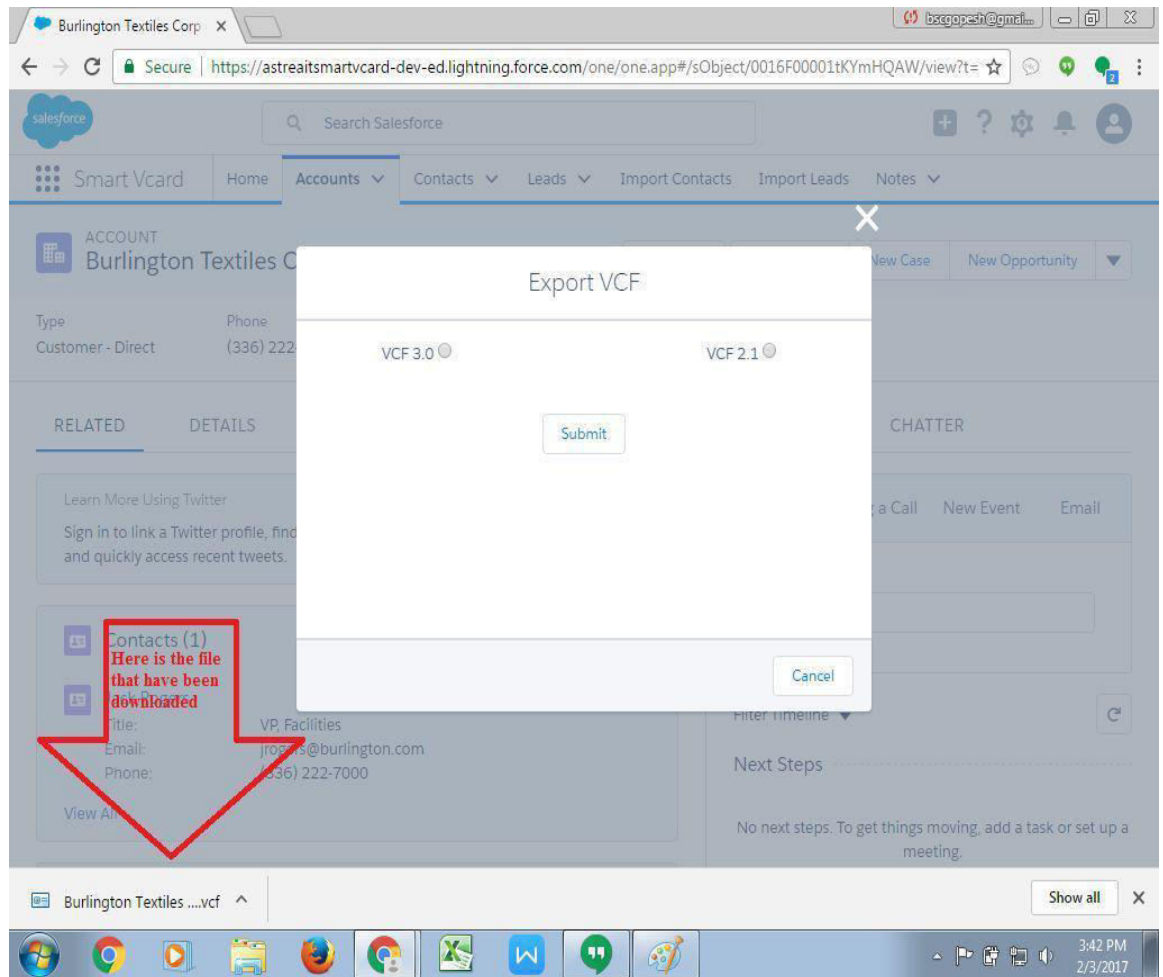 Burlington Textiles Corp
bscgopesh@gmai...
Secure https://astreaitsmartvcard-dev-ed.lightning.force.com/one/one.app#/sObject/0016F00001tKYmHQAW/view?t=
2
salesforce
Search Salesforce
Smart Vcard Home Accounts Contacts Leads Import Contacts Import Leads Notes
ACCOUNT
Burlington Textiles C
New Case New Opportunity
Export VCF
Type Phone
Customer - Direct (336) 222-
VCF 3.0 VCF 2.1
Submit
RELATED DETAILS CHATTER
Learn More Using Twitter
Sign in to link a Twitter profile, find
and quickly access recent tweets.
a Call New Event Email
Contacts (1)
Here is the file
that have been
downloaded
Title: VP, Facilities
Email: jrogers@burlington.com
Phone: (336) 222-7000
View All
Cancel
Filter Timeline
Next Steps
No next steps. To get things moving, add a task or set up a
meeting.
Burlington Textiles ....vcf
Show all
3:42 PM
2/3/2017